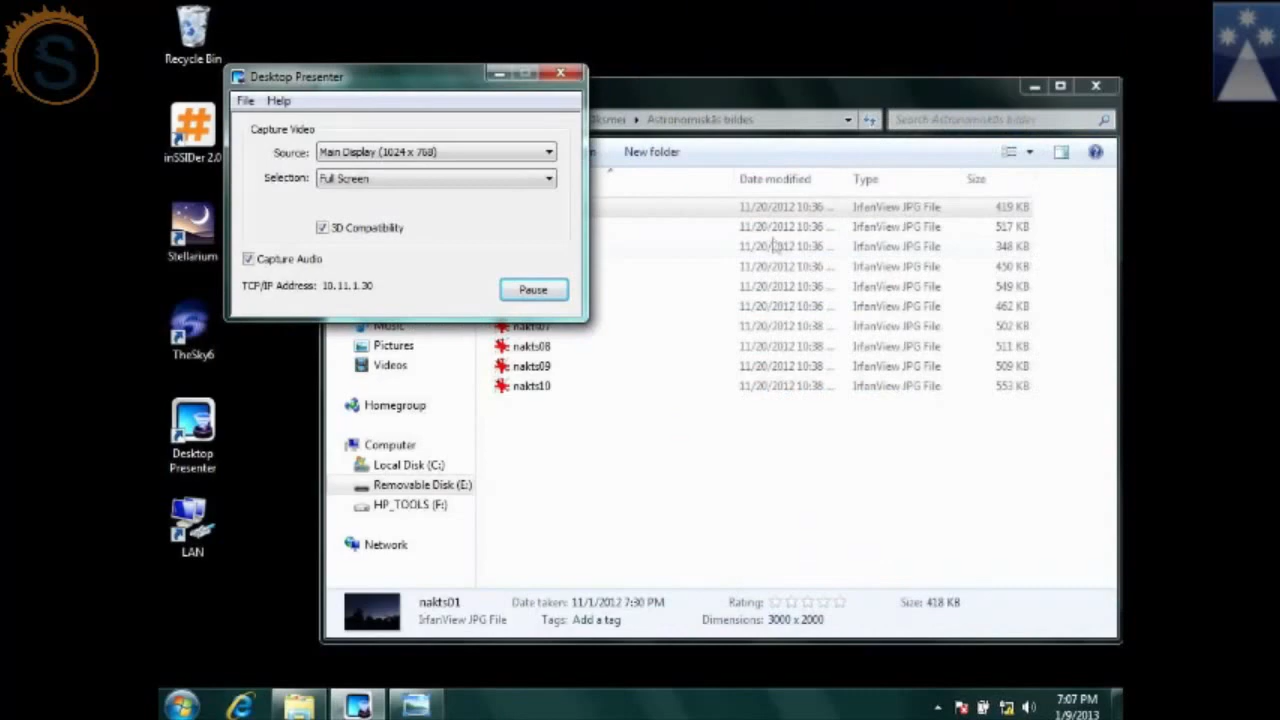 S
Recycle Bin
inSSIDer 2.0
Stellarium
TheSky6
Desktop
Presenter
LAN
Desktop Presenter
File Help
Capture Video
Source: Main Display (1024 x 768)
Selection: Full Screen
3D Compatibility
Capture Audio
TCP/IP Address: 10.11.1.30
Pause
Astronomiskās bildes
Search Astronomiskās bildes
New folder
Date modified Type Size
11/20/2012 10:36 ... IrfanView JPG File 419 KB
11/20/2012 10:36 ... IrfanView JPG File 517 KB
11/20/2012 10:36 ... IrfanView JPG File 348 KB
11/20/2012 10:36 ... IrfanView JPG File 450 KB
11/20/2012 10:36 ... IrfanView JPG File 549 KB
11/20/2012 10:36 ... IrfanView JPG File 462 KB
nakts07 11/20/2012 10:38 ... IrfanView JPG File 502 KB
nakts08 11/20/2012 10:38 ... IrfanView JPG File 511 KB
nakts09 11/20/2012 10:38 ... IrfanView JPG File 509 KB
nakts10 11/20/2012 10:38 ... IrfanView JPG File 553 KB
Music
Pictures
Videos
Homegroup
Computer
Local Disk (C:)
Removable Disk (E:)
HP_TOOLS (F:)
Network
nakts01 Date taken: 11/1/2012 7:30 PM Rating: Size: 418 KB
IrfanView JPG File Tags: Add a tag Dimensions: 3000 x 2000
7:07 PM
1/9/2013